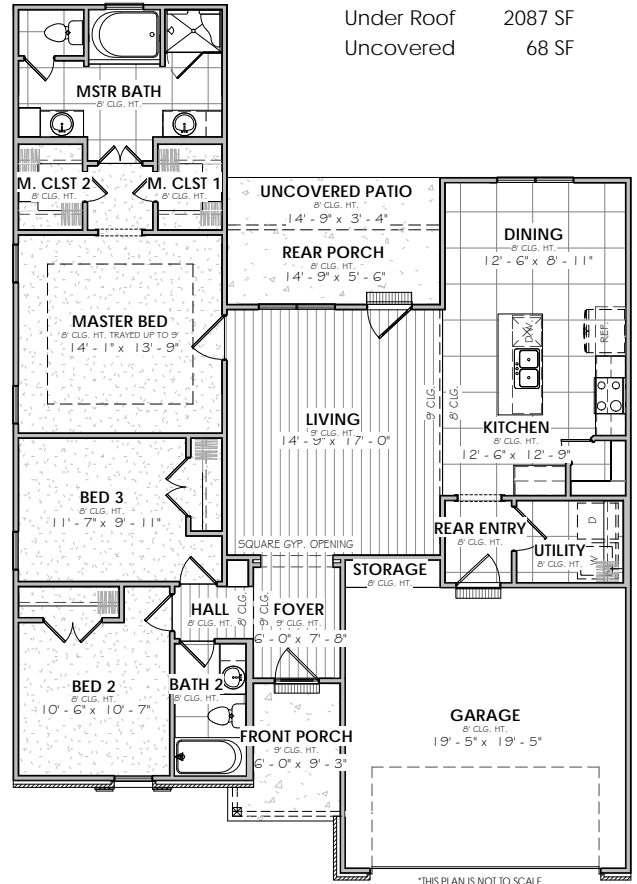 Under Roof 2087 SF
Uncovered 68 SF
MSTR BATH
8' CLG. HT.
M. CLST 2
8' CLG. HT.
M. CLST 1
8' CLG. HT.
UNCOVERED PATIO
8' CLG. HT.
14' - 9" x 3' - 4"
REAR PORCH
8' CLG. HT.
14' - 9" x 5' - 6"
DINING
8' CLG. HT.
12' - 6" x 8' - 11"
MASTER BED
8' CLG. HT. TRAYED UP TO 9'
14' - 1" x 13' - 9"
D.W.
REF.
LIVING
9' CLG. HT.
14' - 9" x 17' - 0"
9' CLG.
8' CLG.
KITCHEN
8' CLG. HT.
12' - 6" x 12' - 9"
BED 3
8' CLG. HT.
11' - 7" x 9' - 11"
SQUARE GYP. OPENING
REAR ENTRY
8' CLG. HT.
D
W
UTILITY
8' CLG. HT.
STORAGE
8' CLG. HT.
HALL
8' CLG. HT.
8' CLG.
9' CLG.
FOYER
9' CLG. HT.
6' - 0" x 7' - 8"
BED 2
8' CLG. HT.
10' - 6" x 10' - 7"
BATH 2
8' CLG. HT.
FRONT PORCH
9' CLG. HT.
6' - 0" x 9' - 3"
GARAGE
8' CLG. HT.
19' - 5" x 19' - 5"
*THIS PLAN IS NOT TO SCALE